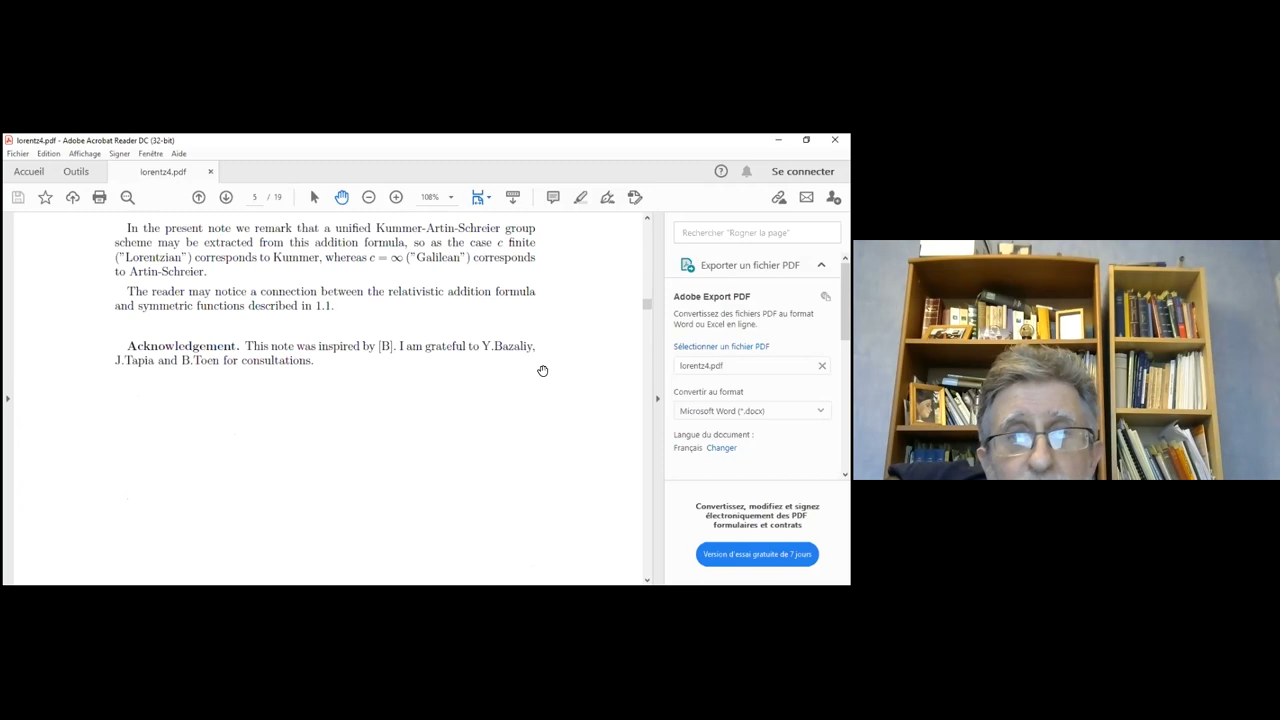 lorentz4.pdf - Adobe Acrobat Reader DC (32-bit)
Fichier Edition Affichage Signer Fenêtre Aide
Accueil Outils lorentz4.pdf × Se connecter
5 / 19 108%
In the present note we remark that a unified Kummer-Artin-Schreier group
scheme may be extracted from this addition formula, so as the case c finite
("Lorentzian") corresponds to Kummer, whereas c = ∞ ("Galilean") corresponds
to Artin-Schreier.
The reader may notice a connection between the relativistic addition formula
and symmetric functions described in 1.1.
Acknowledgement. This note was inspired by [B]. I am grateful to Y.Bazaliy,
J.Tapia and B.Toen for consultations.
Rechercher "Rogner la page"
Exporter un fichier PDF
Adobe Export PDF
Convertissez des fichiers PDF au format
Word ou Excel en ligne.
Sélectionner un fichier PDF
lorentz4.pdf
Convertir au format
Microsoft Word (*.docx)
Langue du document :
Français Changer
Convertissez, modifiez et signez
électroniquement des PDF
formulaires et contrats
Version d'essai gratuite de 7 jours